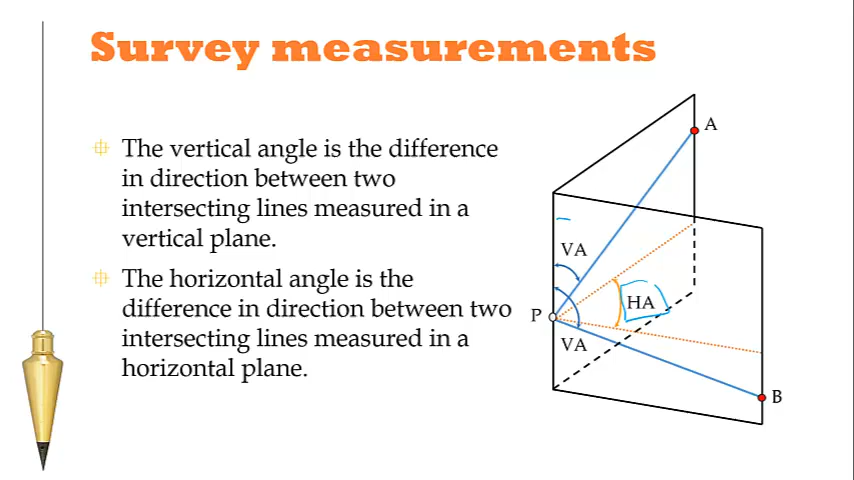 Survey measurements
The vertical angle is the difference
in direction between two
intersecting lines measured in a
vertical plane.
The horizontal angle is the
difference in direction between two
intersecting lines measured in a
horizontal plane.
A
VA
HA
P
VA
B